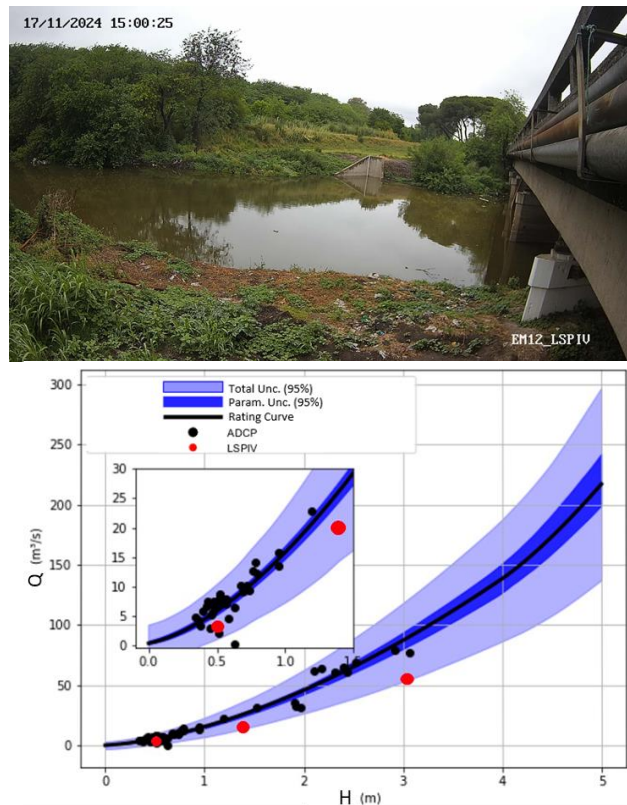 17/11/2024 15:00:25
EM12_LSPIV
Total Unc. (95%)
Param. Unc. (95%)
Rating Curve
ADCP
LSPIV
300
250
200
150
100
50
0
Q (m³/s)
30
25
20
15
10
5
0
0.0 0.5 1.0 1.5
0 1 2 3 4 5
H (m)